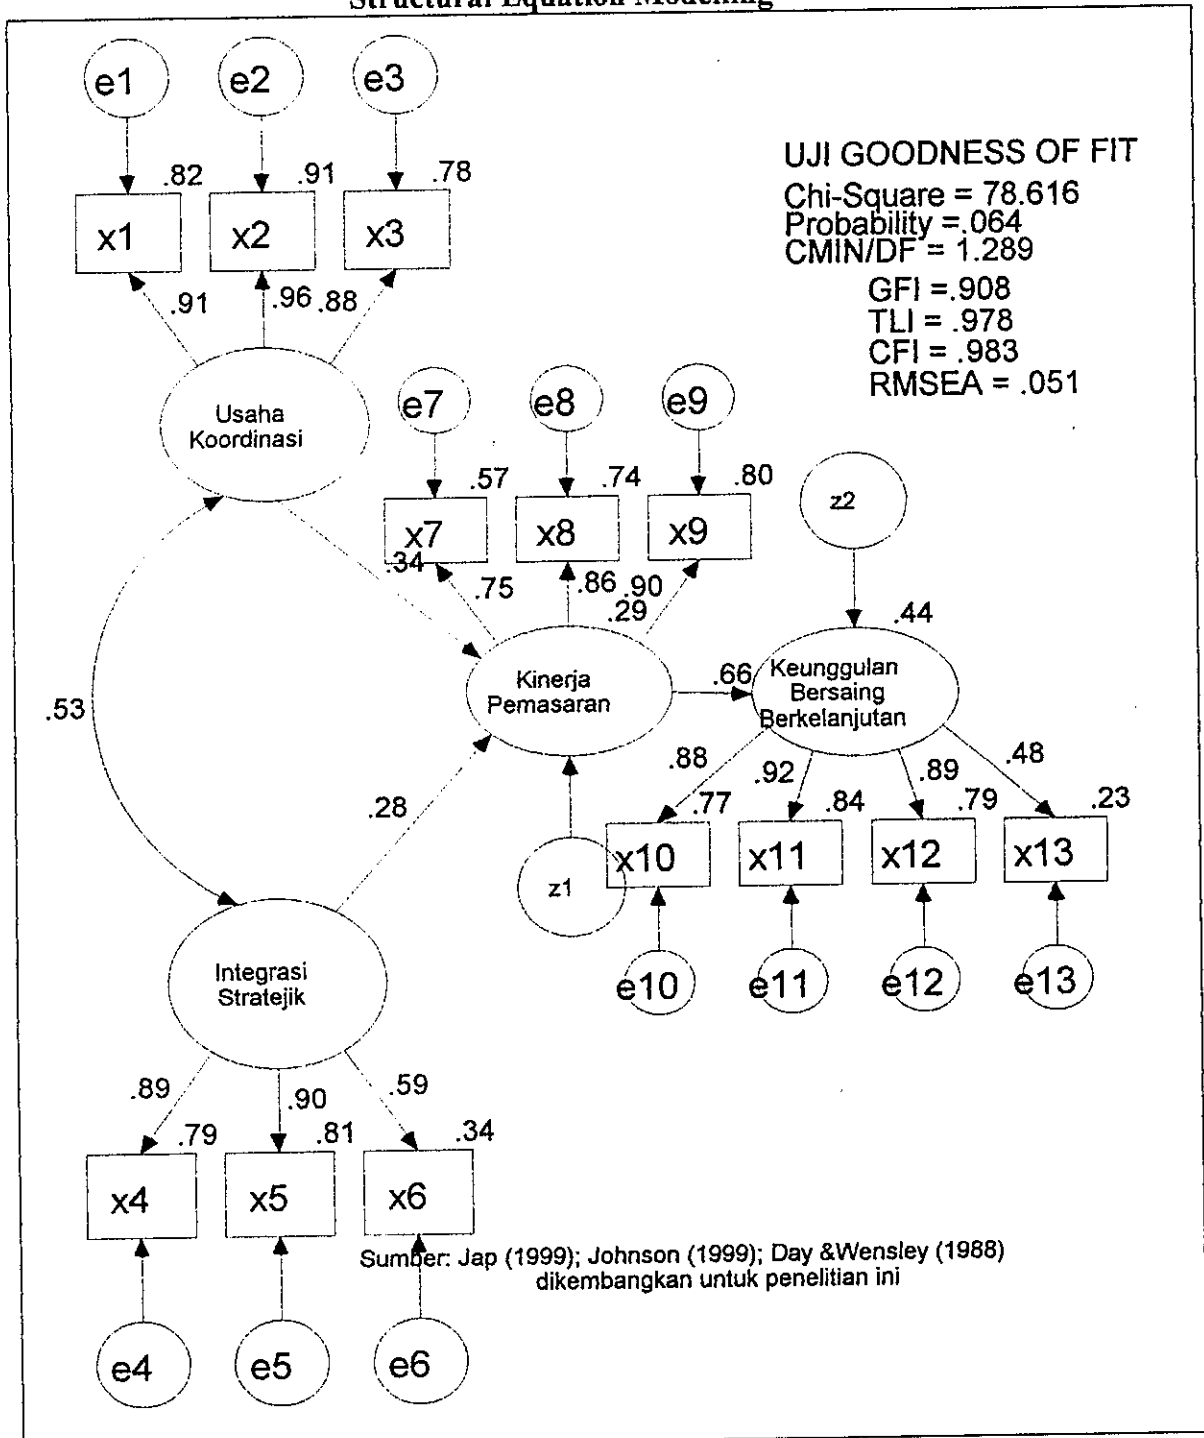 Structural Equation Modelling
e1
e2
e3
.82
.91
.78
x1
x2
x3
.91
.96
.88
UJI GOODNESS OF FIT
Chi-Square = 78.616
Probability =.064
CMIN/DF = 1.289
GFI =.908
TLI = .978
CFI = .983
RMSEA = .051
Usaha
Koordinasi
e7
e8
e9
.57
.74
.80
x7
x8
x9
z2
.34
.75
.86
.90
.29
.44
Kinerja
Pemasaran
.66
Keunggulan
Bersaing
Berkelanjutan
.53
.28
.88
.92
.89
.48
.77
.84
.79
.23
x10
x11
x12
x13
z1
e10
e11
e12
e13
Integrasi
Stratejik
.89
.90
.59
.79
.81
.34
x4
x5
x6
Sumber: Jap (1999); Johnson (1999); Day &Wensley (1988)
dikembangkan untuk penelitian ini
e4
e5
e6